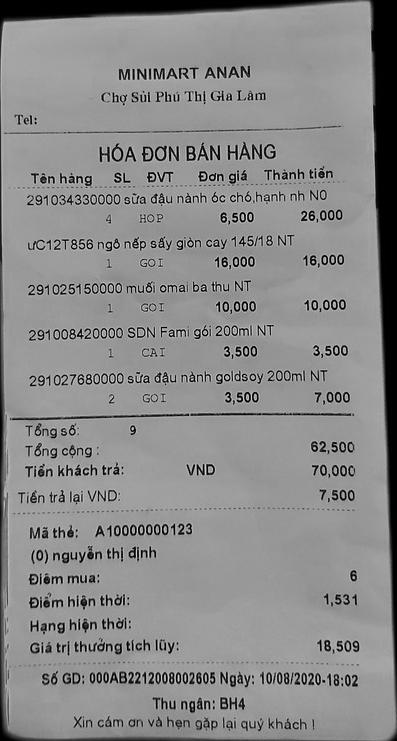 MINIMART ANAN
Chợ Sủi Phú Thị Gia Lâm
Tel:
HÓA ĐƠN BÁN HÀNG
Tên hàng SL ĐVT Đơn giá Thành tiền
291034330000 sữa đậu nành óc chó,hạnh nh N0
4 HOP 6,500 26,000
ưC12T856 ngô nếp sấy giòn cay 145/18 NT
1 GOI 16,000 16,000
291025150000 muối omai ba thu NT
1 GOI 10,000 10,000
291008420000 SDN Fami gói 200ml NT
1 CAI 3,500 3,500
291027680000 sữa đậu nành goldsoy 200ml NT
2 GOI 3,500 7,000
Tổng số: 9
Tổng cộng : 62,500
Tiền khách trả: VND 70,000
Tiền trả lại VND: 7,500
Mã thẻ: A10000000123
(0) nguyễn thị định
Điểm mua: 6
Điểm hiện thời: 1,531
Hạng hiện thời:
Giá trị thưởng tích lũy: 18,509
Số GD: 000AB2212008002605 Ngày: 10/08/2020-18:02
Thu ngân: BH4
Xin cám ơn và hẹn gặp lại quý khách !